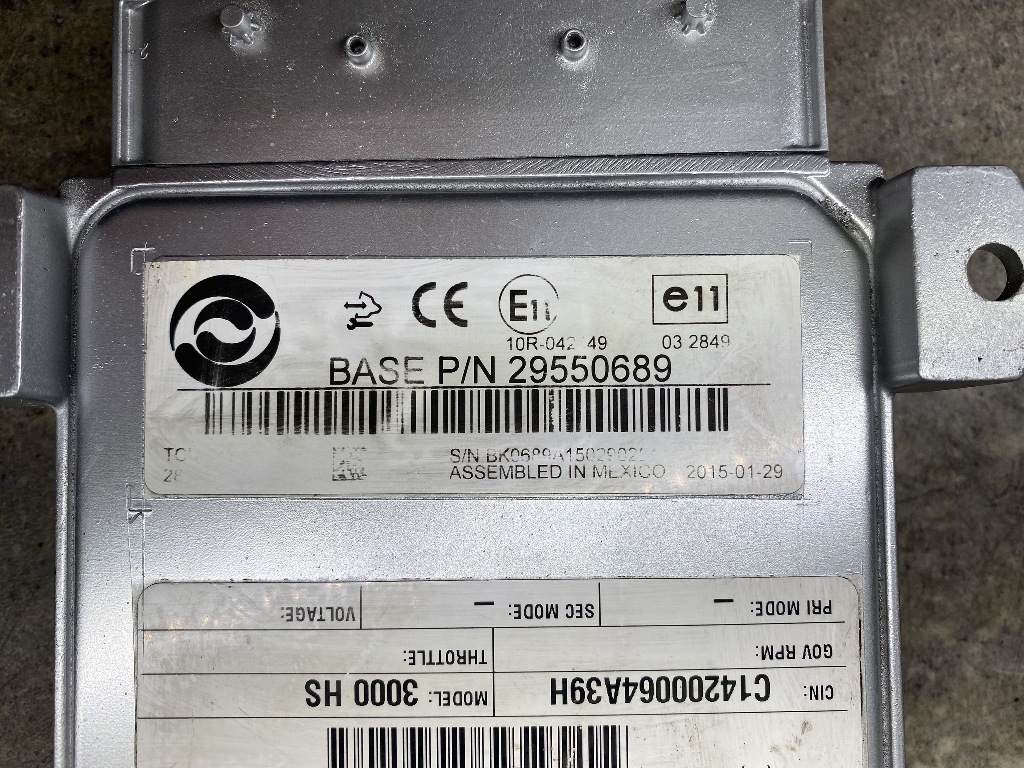 CE E11 e11
10R-042 49 03 2849
BASE P/N 29550689
S/N
ASSEMBLED IN MEXICO 2015-01-29
CIN: C14200064A39H MODEL: 3000 HS
GOV RPM: THROTTLE:
PRI MODE: – SEC MODE: – VOLTAGE: